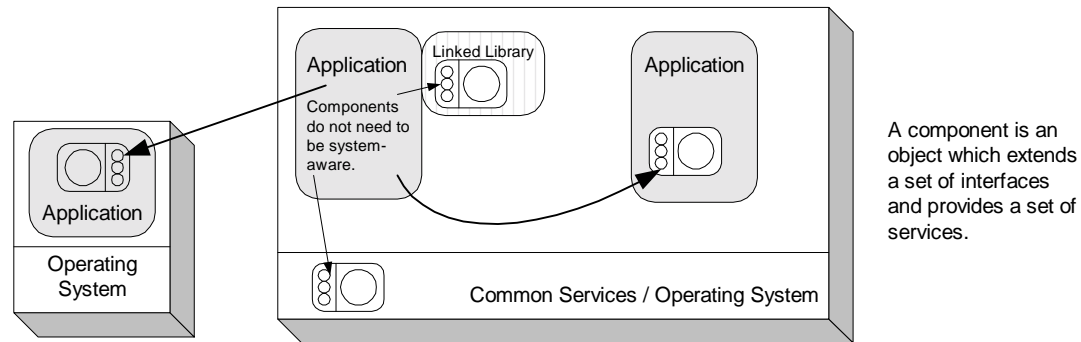 Application
Operating
System
Application
Components
do not need to
be system-
aware.
Linked Library
Application
Common Services / Operating System
A component is an
object which extends
a set of interfaces
and provides a set of
services.